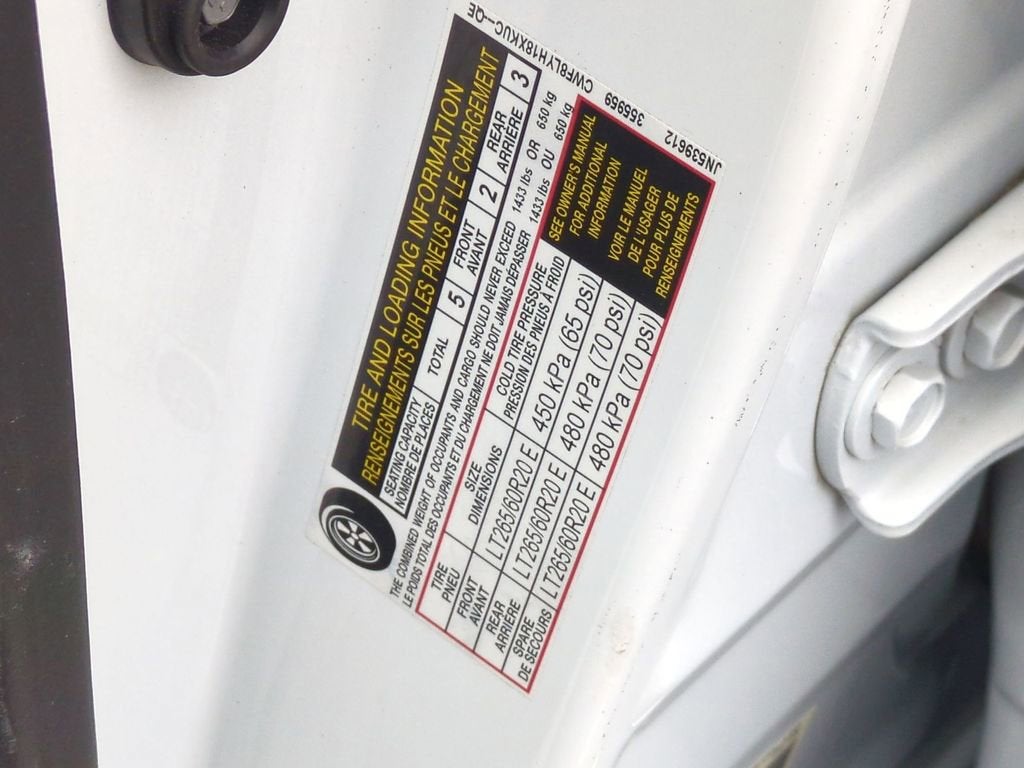 CWF8LYH18XKUC--QE
355959
JN539612
TIRE AND LOADING INFORMATION
RENSEIGNEMENTS SUR LES PNEUS ET LE CHARGEMENT
SEATING CAPACITY
NOMBRE DE PLACES
TOTAL 5
FRONT
AVANT
2
REAR
ARRIÈRE
3
THE COMBINED WEIGHT OF OCCUPANTS AND CARGO SHOULD NEVER EXCEED 1433 lbs OR 650 kg
LE POIDS TOTAL DES OCCUPANTS ET DU CHARGEMENT NE DOIT JAMAIS DÉPASSER 1433 lbs OU 650 kg
TIRE
PNEU
SIZE
DIMENSIONS
COLD TIRE PRESSURE
PRESSION DES PNEUS À FROID
FRONT
AVANT
LT265/60R20 E
450 kPa (65 psi)
REAR
ARRIÈRE
LT265/60R20 E
480 kPa (70 psi)
SPARE
DE SECOURS
LT265/60R20 E
480 kPa (70 psi)
SEE OWNER'S MANUAL
FOR ADDITIONAL
INFORMATION
VOIR LE MANUEL
DE L'USAGER
POUR PLUS DE
RENSEIGNEMENTS